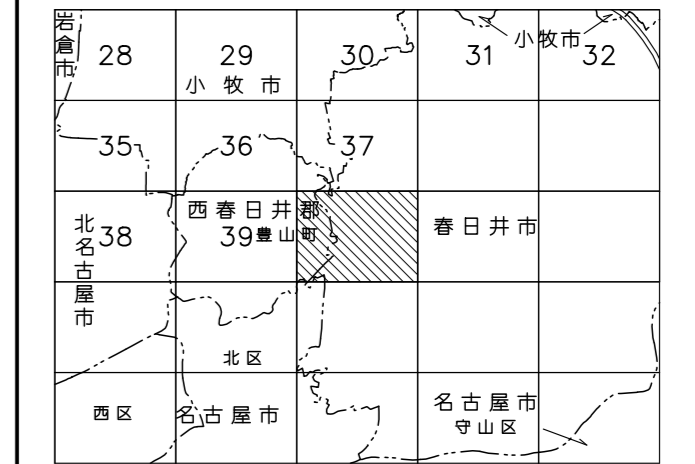 岩倉市
28
29
30
31
小牧市
32
小牧市
35
36
37
北名古屋市
38
西春日井郡
39
豊山町
春日井市
北区
西区
名古屋市
名古屋市
守山区